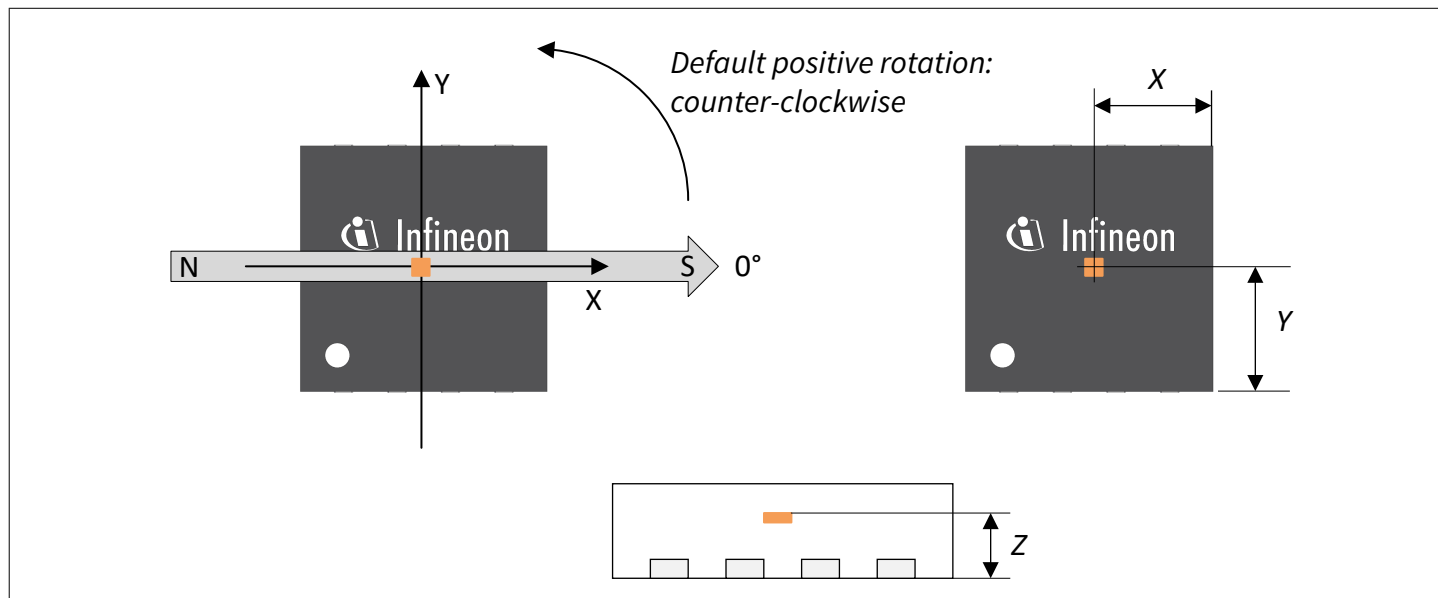 Y
Default positive rotation:
counter-clockwise
X
Infineon
Infineon
N
S
0°
X
Y
Z